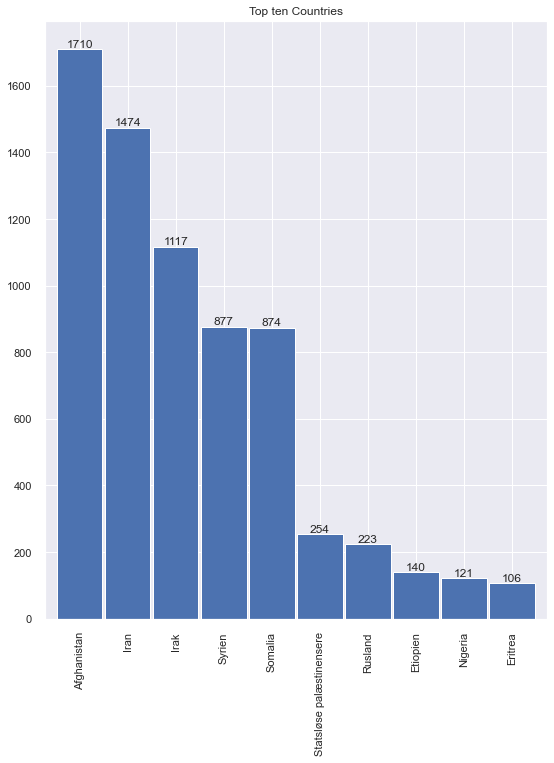 Top ten Countries
1710
1474
1117
877
874
254
223
140
121
106
1600
1400
1200
1000
800
600
400
200
0
Afghanistan
Iran
Irak
Syrien
Somalia
Statsløse palæstinensere
Rusland
Etiopien
Nigeria
Eritrea